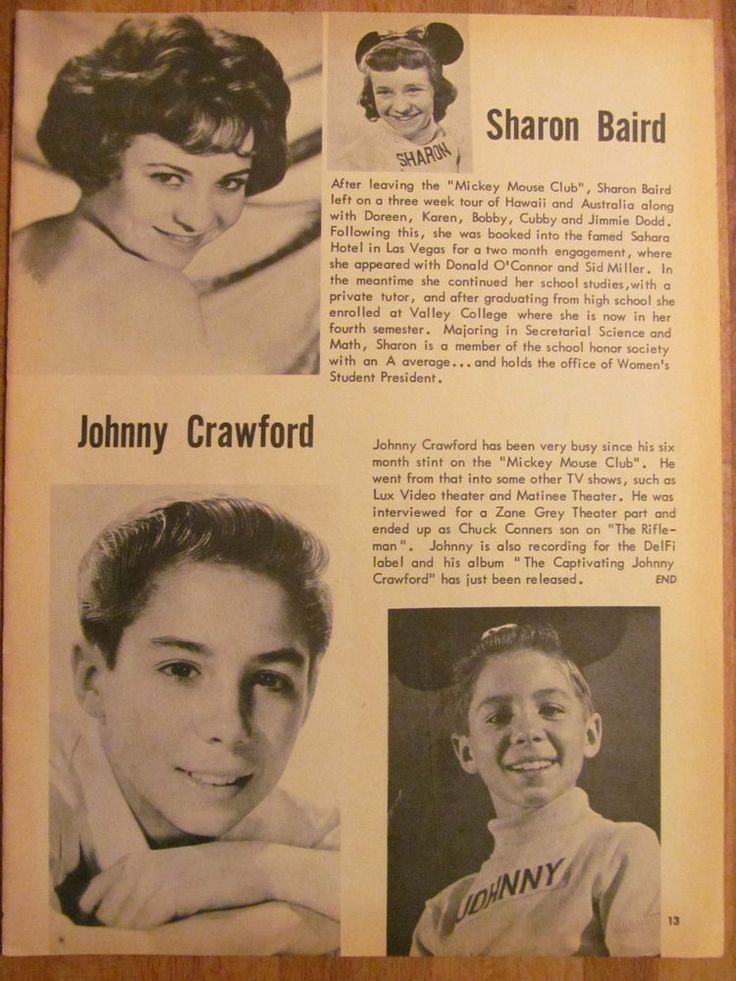 SHARON
Sharon Baird
After leaving the "Mickey Mouse Club", Sharon Baird
left on a three week tour of Hawaii and Australia along
with Doreen, Karen, Bobby, Cubby and Jimmie Dodd.
Following this, she was booked into the famed Sahara
Hotel in Las Vegas for a two month engagement, where
she appeared with Donald O'Connor and Sid Miller. In
the meantime she continued her school studies,with a
private tutor, and after graduating from high school she
enrolled at Valley College where she is now in her
fourth semester. Majoring in Secretarial Science and
Math, Sharon is a member of the school honor society
with an A average...and holds the office of Women's
Student President.
Johnny Crawford
Johnny Crawford has been very busy since his six
month stint on the "Mickey Mouse Club". He
went from that into some other TV shows, such as
Lux Video theater and Matinee Theater. He was
interviewed for a Zane Grey Theater part and
ended up as Chuck Conners son on "The Rifle-
man". Johnny is also recording for the DelFi
label and his album "The Captivating Johnny
Crawford" has just been released. END
JOHNNY
13